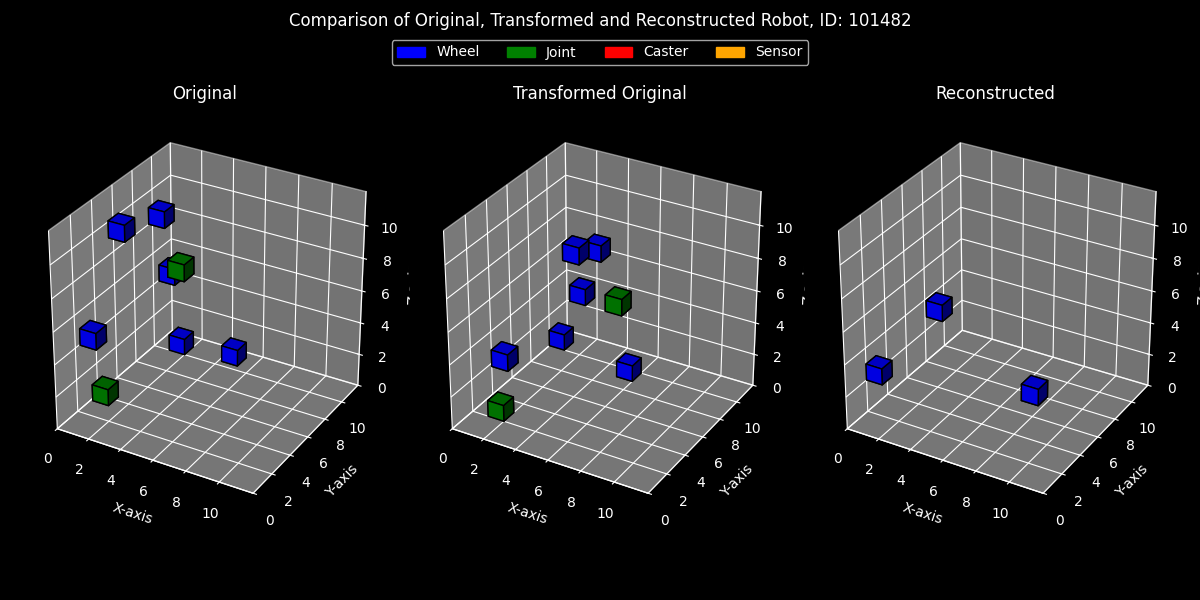 Comparison of Original, Transformed and Reconstructed Robot, ID: 101482
Wheel Joint Caster Sensor
Original Transformed Original Reconstructed
10 10 10
8 8 8
6 6 6
4 4 4
2 2 2
0 0 0
0 2 4 6 8 10 0 2 4 6 8 10 0 2 4 6 8 10
X-axis X-axis X-axis
0 2 4 6 8 10 0 2 4 6 8 10 0 2 4 6 8 10
Y-axis Y-axis Y-axis